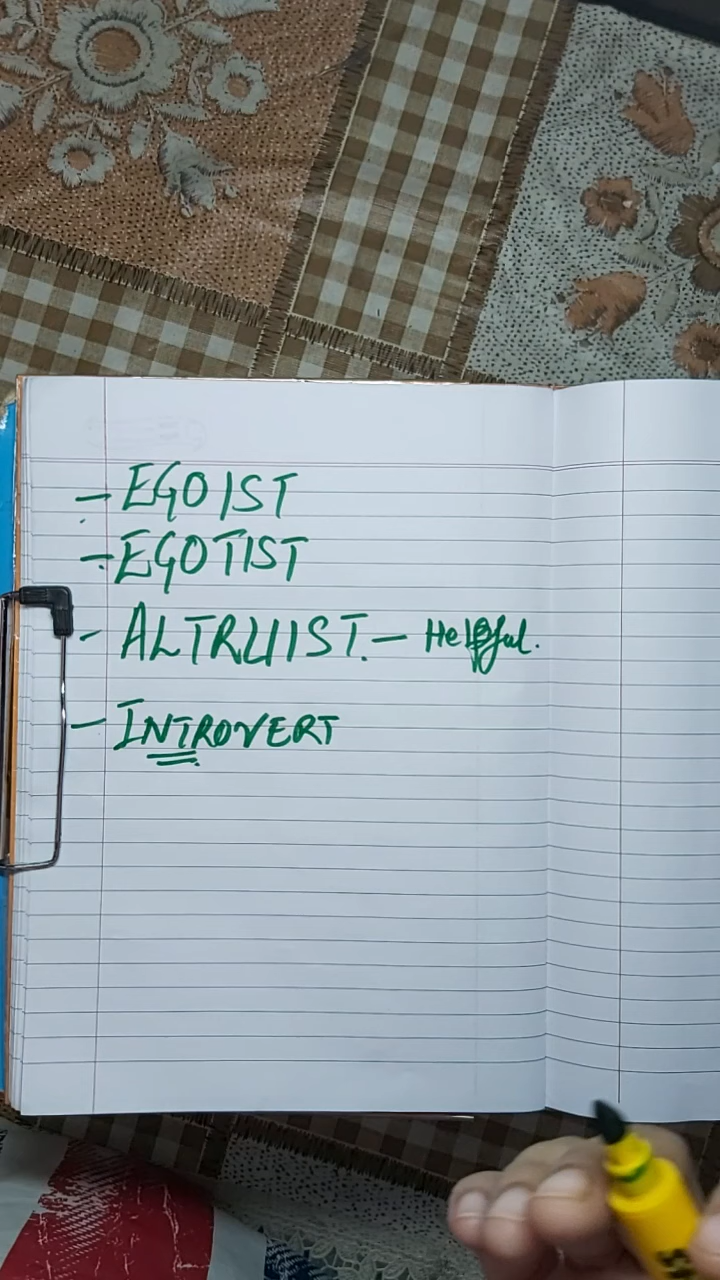 - EGOIST
- EGOTIST
- ALTRUIST. - Helpful.
- INTROVERT